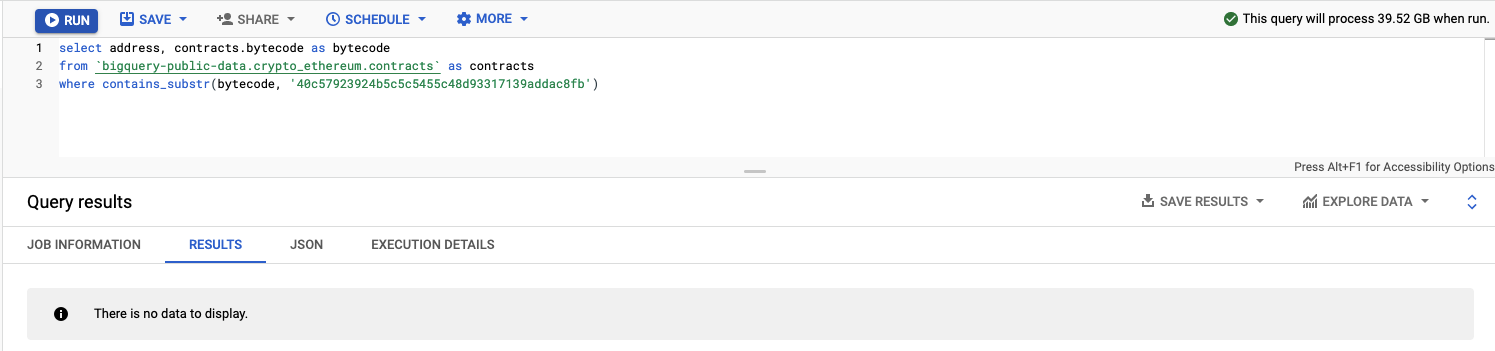 RUN SAVE SHARE SCHEDULE MORE This query will process 39.52 GB when run.
1 select address, contracts.bytecode as bytecode
2 from `bigquery-public-data.crypto_ethereum.contracts` as contracts
3 where contains_substr(bytecode, '40c57923924b5c5c5455c48d93317139addac8fb')
Press Alt+F1 for Accessibility Options
Query results SAVE RESULTS EXPLORE DATA
JOB INFORMATION RESULTS JSON EXECUTION DETAILS
There is no data to display.